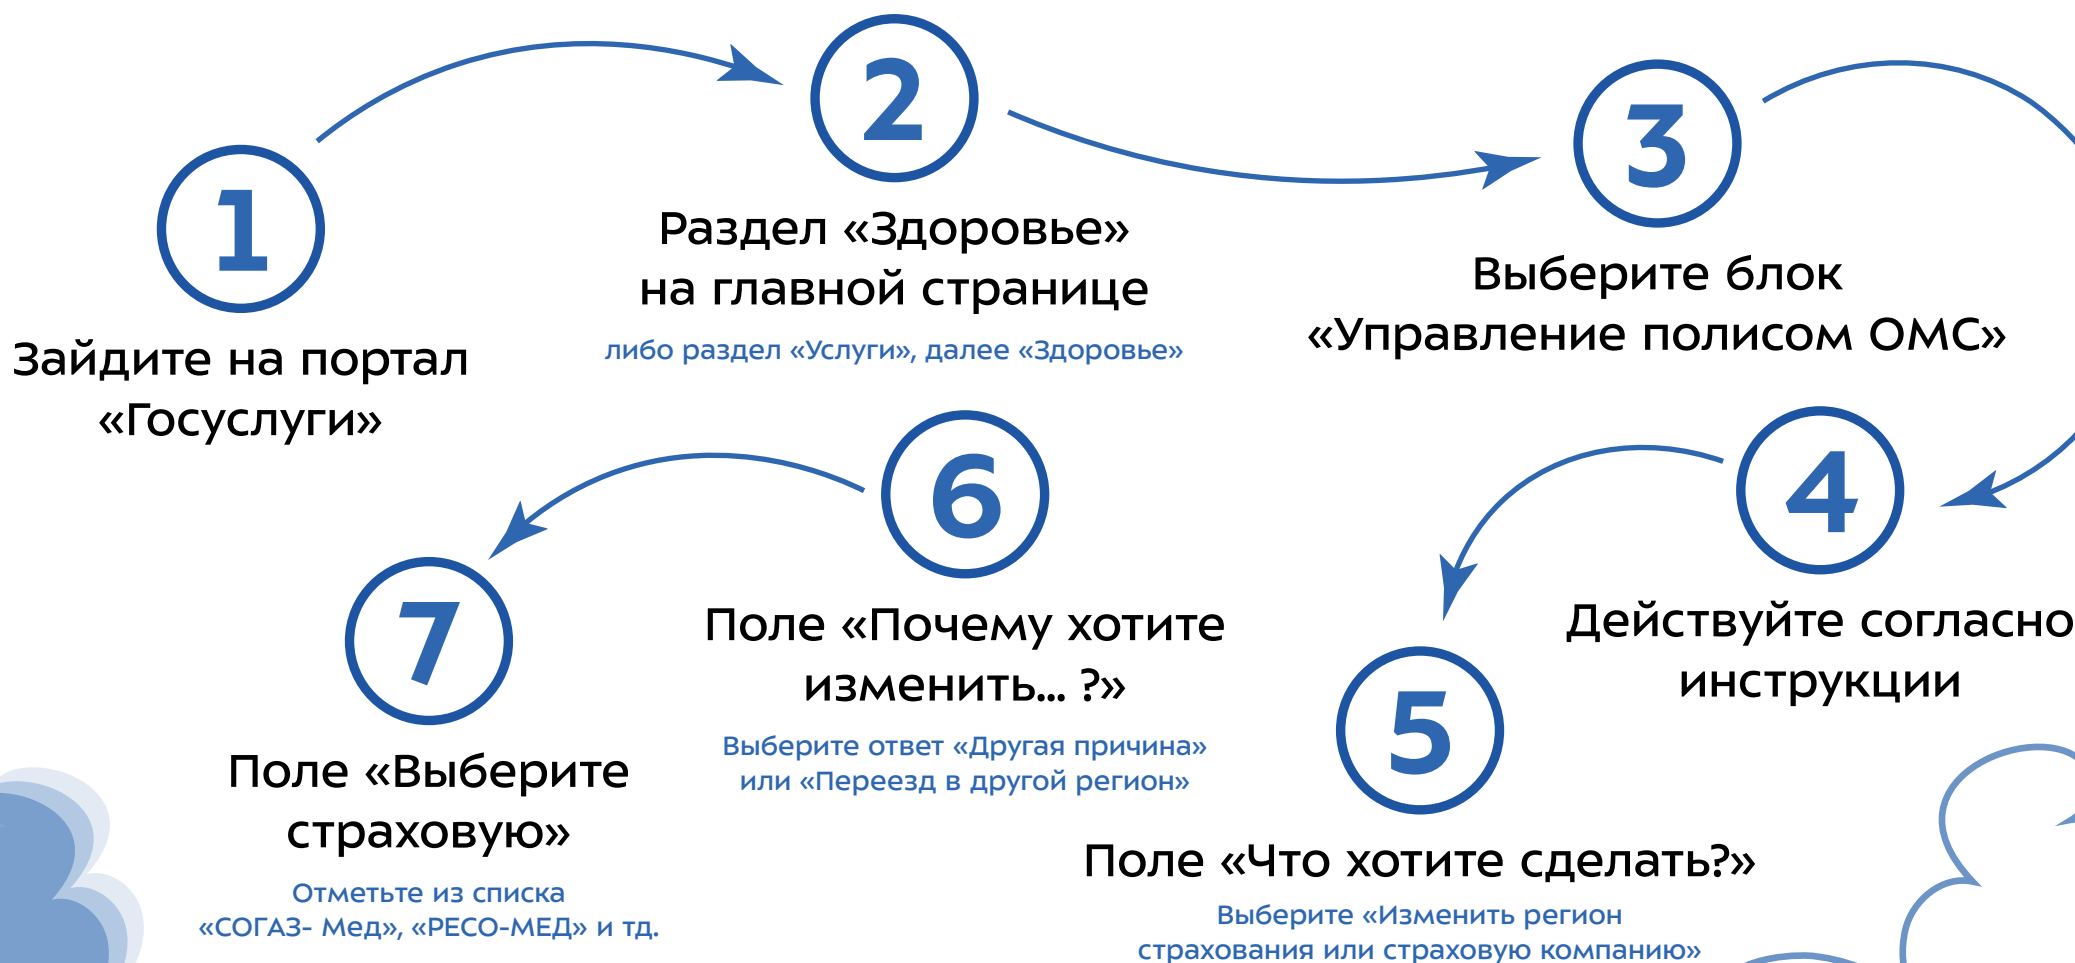 1
Зайдите на портал
«Госуслуги»
2
Раздел «Здоровье»
на главной странице
либо раздел «Услуги», далее «Здоровье»
3
Выберите блок
«Управление полисом ОМС»
4
Действуйте согласно
инструкции
5
Поле «Что хотите сделать?»
Выберите «Изменить регион
страхования или страховую компанию»
6
Поле «Почему хотите
изменить... ?»
Выберите ответ «Другая причина»
или «Переезд в другой регион»
7
Поле «Выберите
страховую»
Отметьте из списка
«СОГАЗ- Мед», «РЕСО-МЕД» и тд.